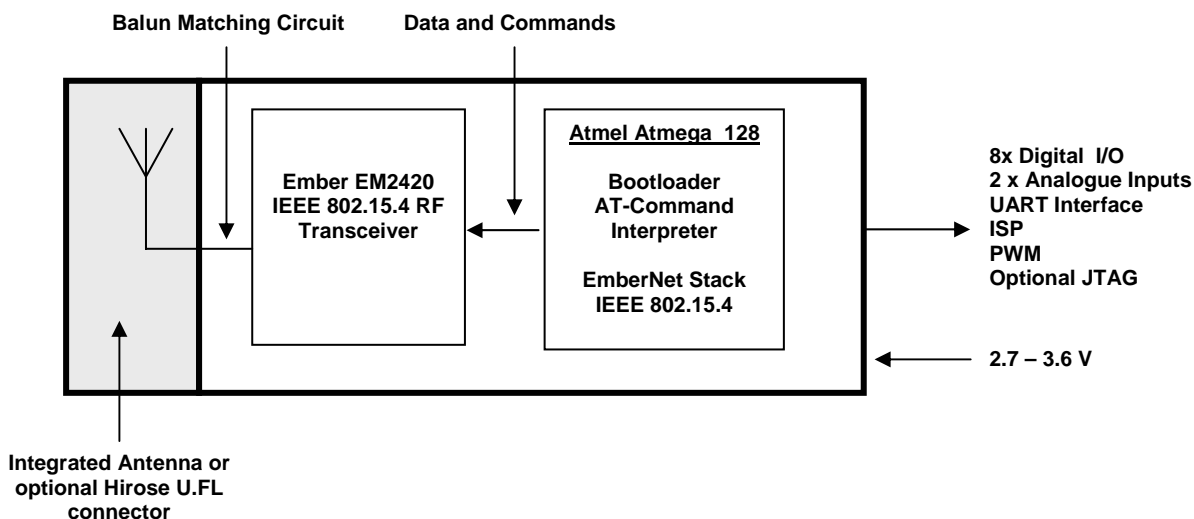 Balun Matching Circuit
Data and Commands
Ember EM2420
IEEE 802.15.4 RF
Transceiver
Atmel Atmega 128
Bootloader
AT-Command
Interpreter
EmberNet Stack
IEEE 802.15.4
8x Digital I/O
2 x Analogue Inputs
UART Interface
ISP
PWM
Optional JTAG
2.7 – 3.6 V
Integrated Antenna or
optional Hirose U.FL
connector